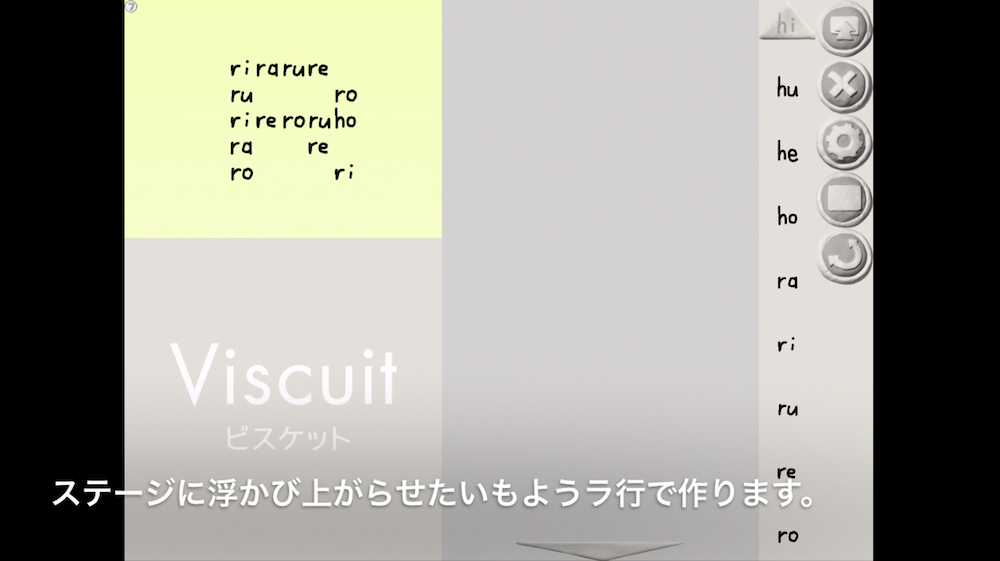 ⑦
rirarure
ru ro
rireroruho
ra re
ro ri
hi
hu
he
ho
ra
ri
ru
re
ro
Viscuit
ビスケット
ステージに浮かび上がらせたいもようラ行で作ります。